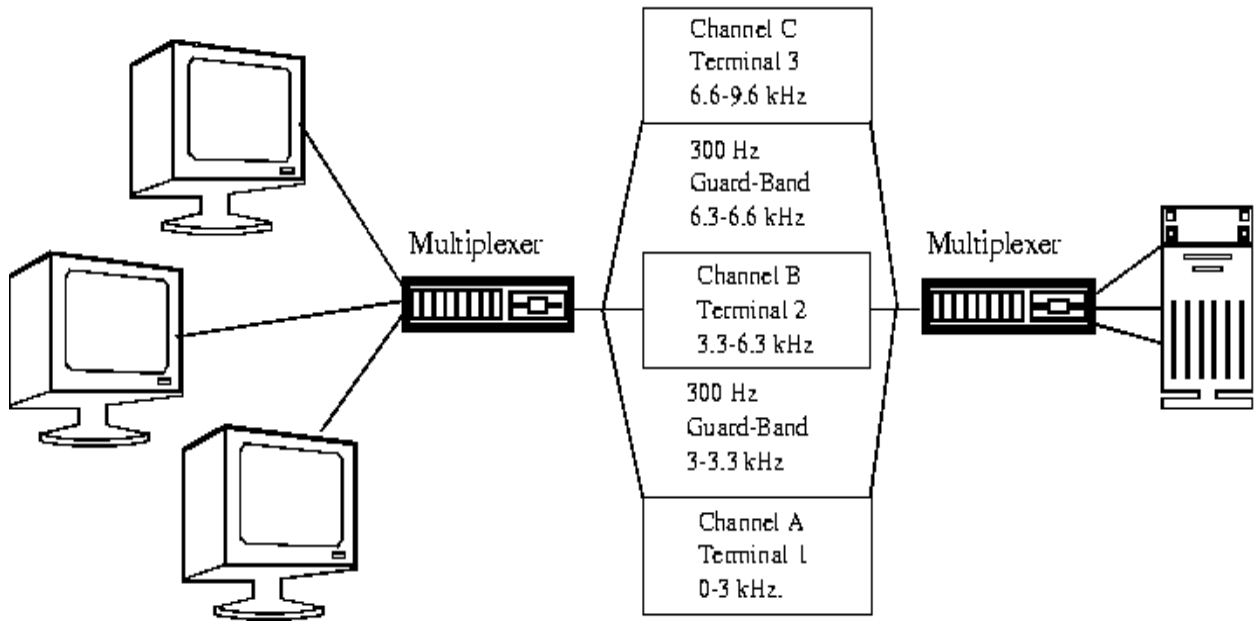 Channel C
Terminal 3
6.6-9.6 kHz
300 Hz
Guard-Band
6.3-6.6 kHz
Multiplexer
Multiplexer
Channel B
Terminal 2
3.3-6.3 kHz
300 Hz
Guard-Band
3-3.3 kHz
Channel A
Terminal 1
0-3 kHz.